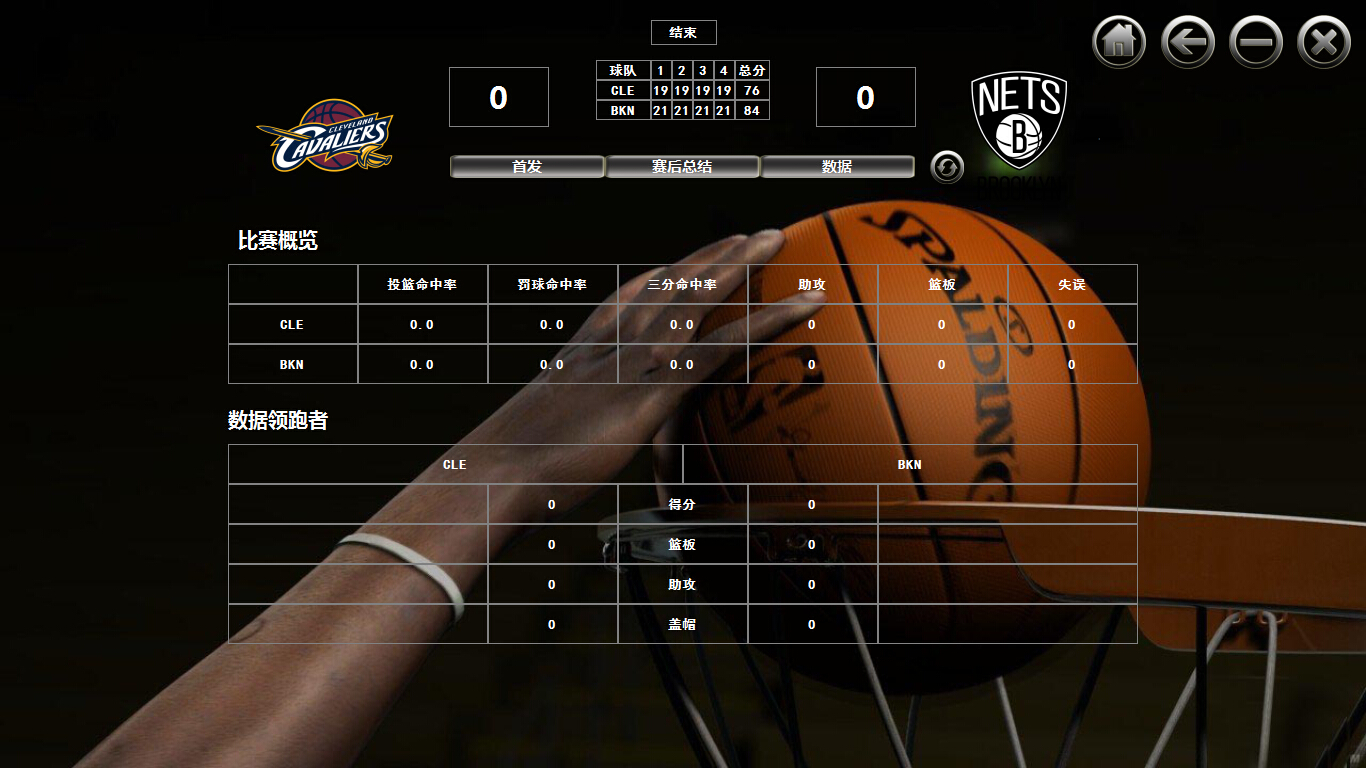 结束
球队 1 2 3 4 总分
CLE 19 19 19 19 76
BKN 21 21 21 21 84
0
0
CLEVELAND
CAVALIERS
NETS
B
BROOKLYN
首发 赛后总结 数据
SPALDING
比赛概览
投篮命中率 罚球命中率 三分命中率 助攻 篮板 失误
CLE 0.0 0.0 0.0 0 0 0
BKN 0.0 0.0 0.0 0 0 0
数据领跑者
CLE BKN
0 得分 0
0 篮板 0
0 助攻 0
0 盖帽 0